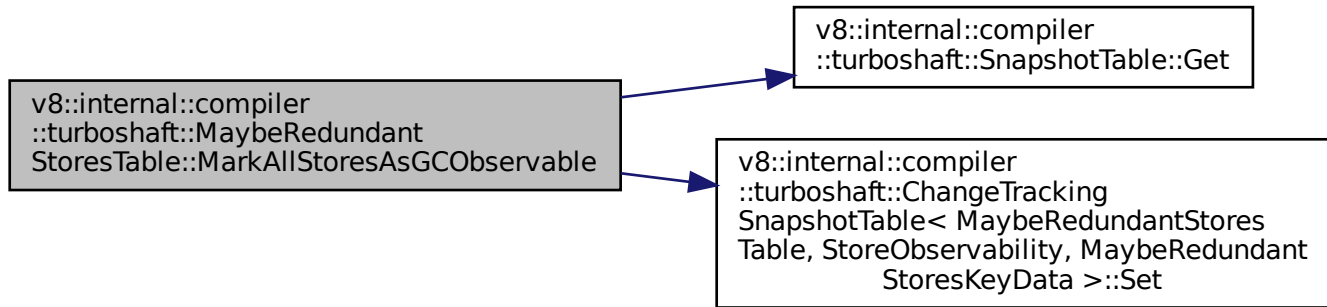 v8::internal::compiler
::turboshaft::SnapshotTable::Get
v8::internal::compiler
::turboshaft::MaybeRedundant
StoresTable::MarkAllStoresAsGCObservable
v8::internal::compiler
::turboshaft::ChangeTracking
SnapshotTable< MaybeRedundantStores
Table, StoreObservability, MaybeRedundant
StoresKeyData >::Set